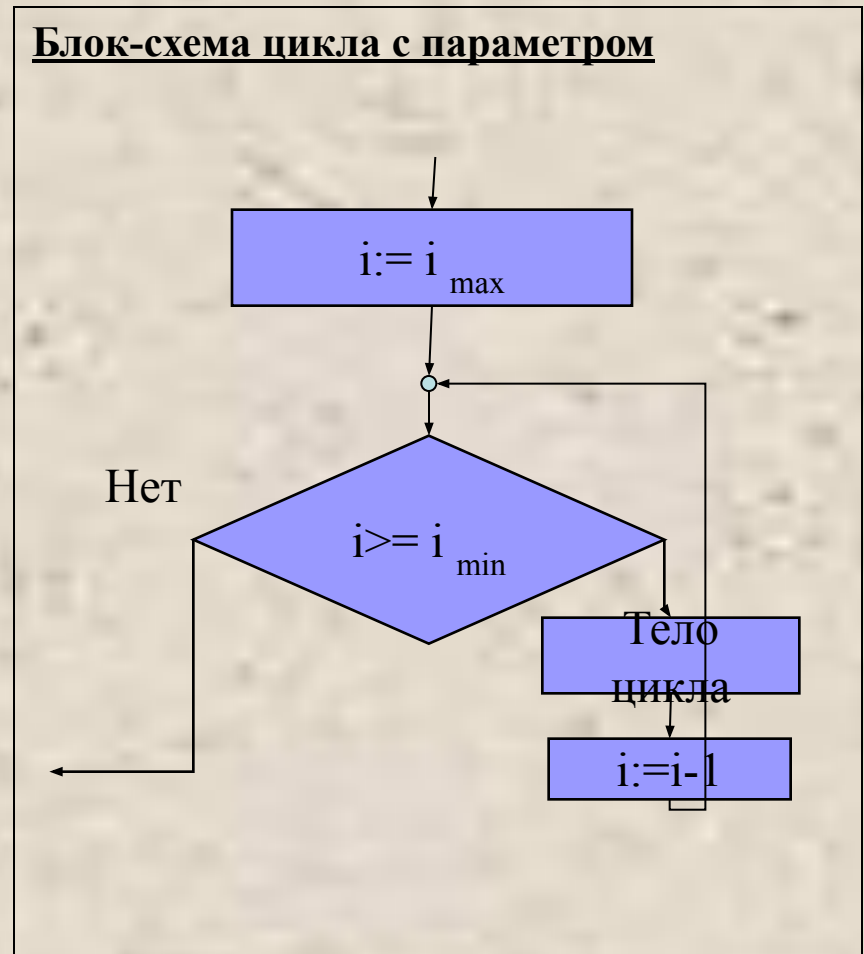 Блок-схема цикла с параметром
i:= i max
Нет
i>= i min
Тело
цикла
i:=i-1